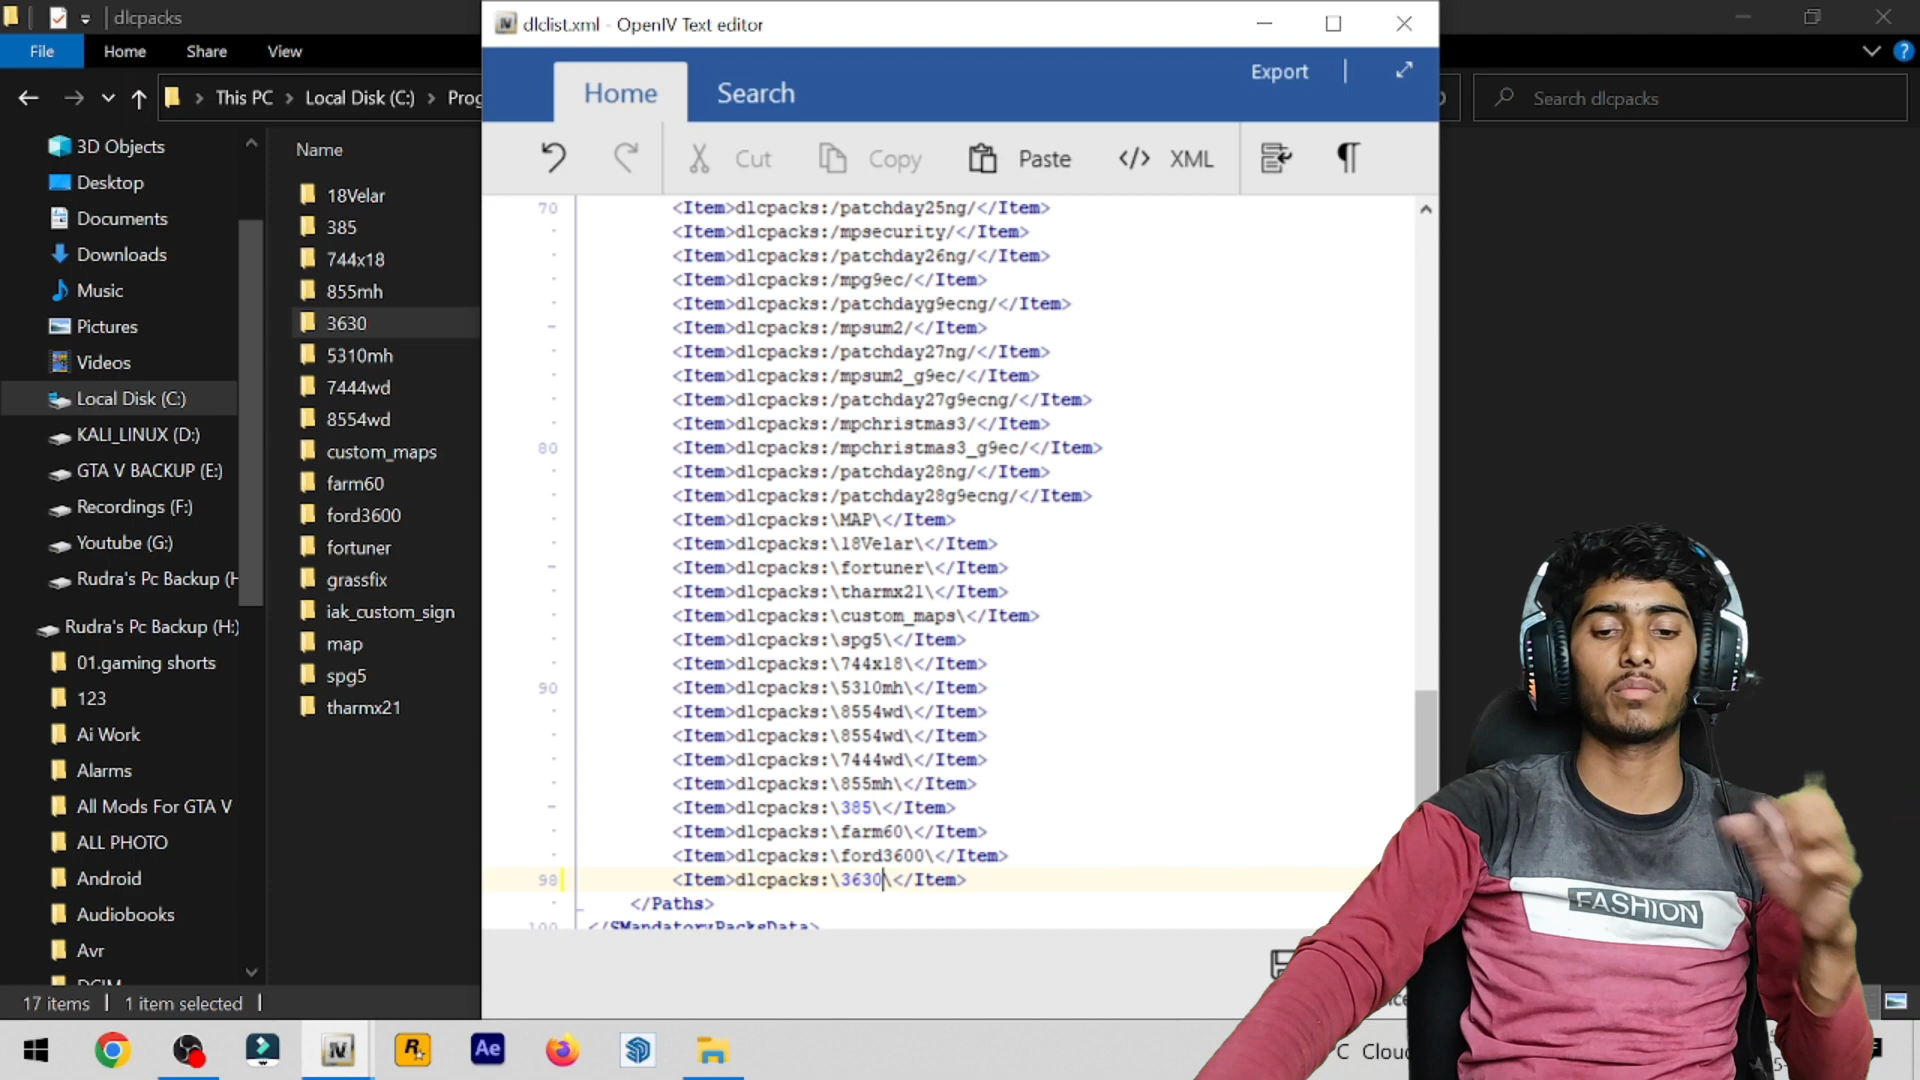 dlcpacks
dlclist.xml - OpenIV Text editor
File Home Share View
Home Search Export
This PC Local Disk (C:) Prog
Search dlcpacks
Cut Copy Paste XML
Name
3D Objects
Desktop
Documents
Downloads
Music
Pictures
Videos
Local Disk (C:)
KALI_LINUX (D:)
GTA V BACKUP (E:)
Recordings (F:)
Youtube (G:)
Rudra's Pc Backup (H
Rudra's Pc Backup (H:)
01.gaming shorts
123
Ai Work
Alarms
All Mods For GTA V
ALL PHOTO
Android
Audiobooks
Avr
DCIM
18Velar
385
744x18
855mh
3630
5310mh
7444wd
8554wd
custom_maps
farm60
ford3600
fortuner
grassfix
iak_custom_sign
map
spg5
tharmx21
70 <Item>dlcpacks:/patchday25ng/</Item>
<Item>dlcpacks:/mpsecurity/</Item>
<Item>dlcpacks:/patchday26ng/</Item>
<Item>dlcpacks:/mpg9ec/</Item>
<Item>dlcpacks:/patchdayg9ecng/</Item>
<Item>dlcpacks:/mpsum2/</Item>
<Item>dlcpacks:/patchday27ng/</Item>
<Item>dlcpacks:/mpsum2_g9ec/</Item>
<Item>dlcpacks:/patchday27g9ecng/</Item>
<Item>dlcpacks:/mpchristmas3/</Item>
80 <Item>dlcpacks:/mpchristmas3_g9ec/</Item>
<Item>dlcpacks:/patchday28ng/</Item>
<Item>dlcpacks:/patchday28g9ecng/</Item>
<Item>dlcpacks:\MAP\</Item>
<Item>dlcpacks:\18Velar\</Item>
<Item>dlcpacks:\fortuner\</Item>
<Item>dlcpacks:\tharmx21\</Item>
<Item>dlcpacks:\custom_maps\</Item>
<Item>dlcpacks:\spg5\</Item>
<Item>dlcpacks:\744x18\</Item>
90 <Item>dlcpacks:\5310mh\</Item>
<Item>dlcpacks:\8554wd\</Item>
<Item>dlcpacks:\8554wd\</Item>
<Item>dlcpacks:\7444wd\</Item>
<Item>dlcpacks:\855mh\</Item>
<Item>dlcpacks:\385\</Item>
<Item>dlcpacks:\farm60\</Item>
<Item>dlcpacks:\ford3600\</Item>
98 <Item>dlcpacks:\3630\</Item>
</Paths>
100 </SMandatoryPacksData>
17 items 1 item selected
FASHION
Ae
C Cloud